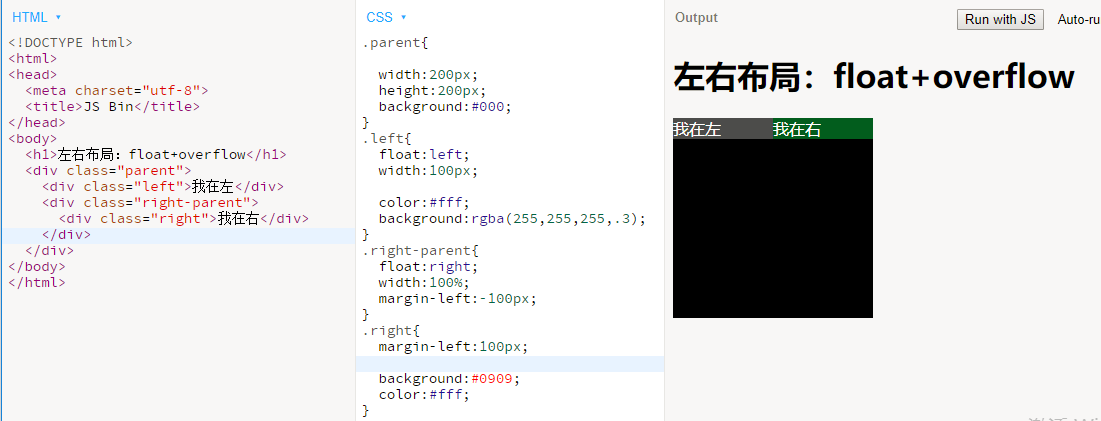 HTML ▾
<!DOCTYPE html>
<html>
<head>
<meta charset="utf-8">
<title>JS Bin</title>
</head>
<body>
<h1>左右布局：float+overflow</h1>
<div class="parent">
<div class="left">我在左</div>
<div class="right-parent">
<div class="right">我在右</div>
</div>
</div>
</body>
</html>
CSS ▾
.parent{
width:200px;
height:200px;
background:#000;
}
.left{
float:left;
width:100px;
color:#fff;
background:rgba(255,255,255,.3);
}
.right-parent{
float:right;
width:100%;
margin-left:-100px;
}
.right{
margin-left:100px;
background:#0909;
color:#fff;
}
Output
Run with JS
Auto-ru
左右布局：float+overflow
我在左
我在右